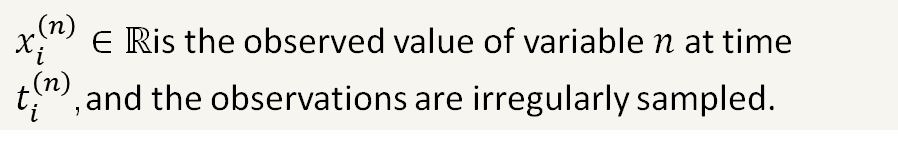 x_i^{(n)} ∈ ℝis the observed value of variable n at time
t_i^{(n)}, and the observations are irregularly sampled.